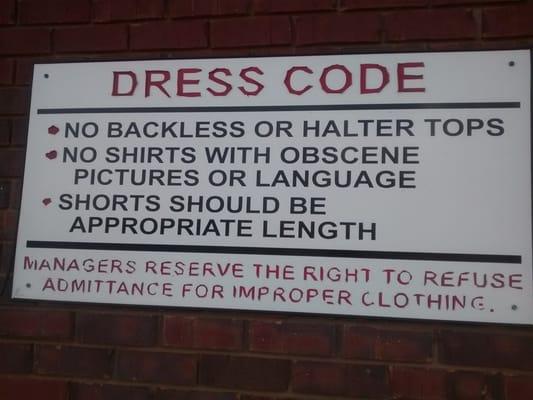 DRESS CODE
• NO BACKLESS OR HALTER TOPS
• NO SHIRTS WITH OBSCENE
PICTURES OR LANGUAGE
• SHORTS SHOULD BE
APPROPRIATE LENGTH
MANAGERS RESERVE THE RIGHT TO REFUSE
ADMITTANCE FOR IMPROPER CLOTHING.